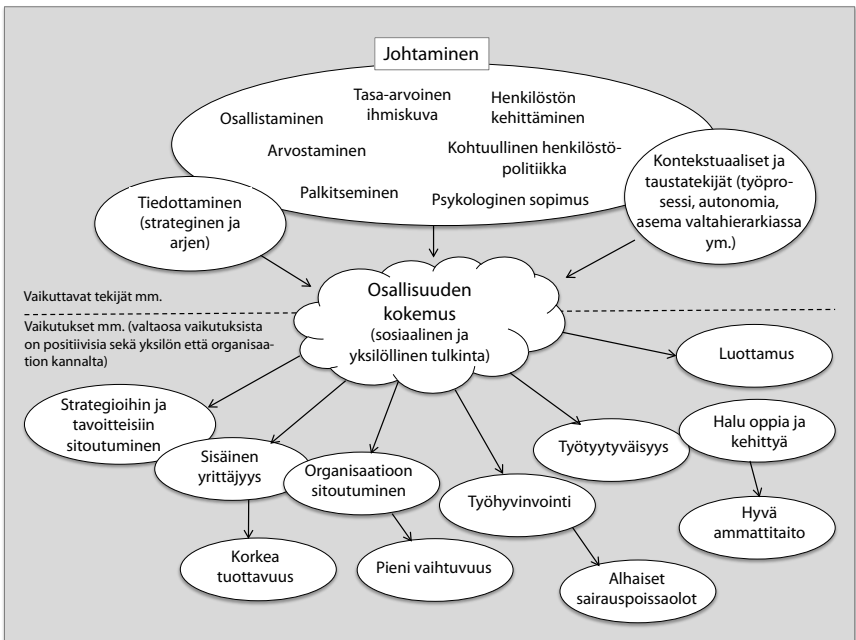 Johtaminen
Tasa-arvoinen
ihmiskuva
Henkilöstön
kehittäminen
Osallistaminen
Arvostaminen
Kohtuullinen henkilöstö-
politiikka
Palkitseminen
Psykologinen sopimus
Tiedottaminen
(strateginen ja
arjen)
Kontekstuaaliset ja
taustatekijät (työpro-
sessi, autonomia,
asema valtahierarkiassa
ym.)
Osallisuuden
kokemus
(sosiaalinen ja
yksilöllinen tulkinta)
Vaikuttavat tekijät mm.
Vaikutukset mm. (valtaosa vaikutuksista
on positiivisia sekä yksilön että organisaa-
tion kannalta)
Luottamus
Strategioihin ja
tavoitteisiin
sitoutuminen
Sisäinen
yrittäjyys
Organisaatioon
sitoutuminen
Työhyvinvointi
Työtyytyväisyys
Halu oppia ja
kehittyä
Korkea
tuottavuus
Pieni vaihtuvuus
Alhaiset
sairauspoissaolot
Hyvä
ammattitaito